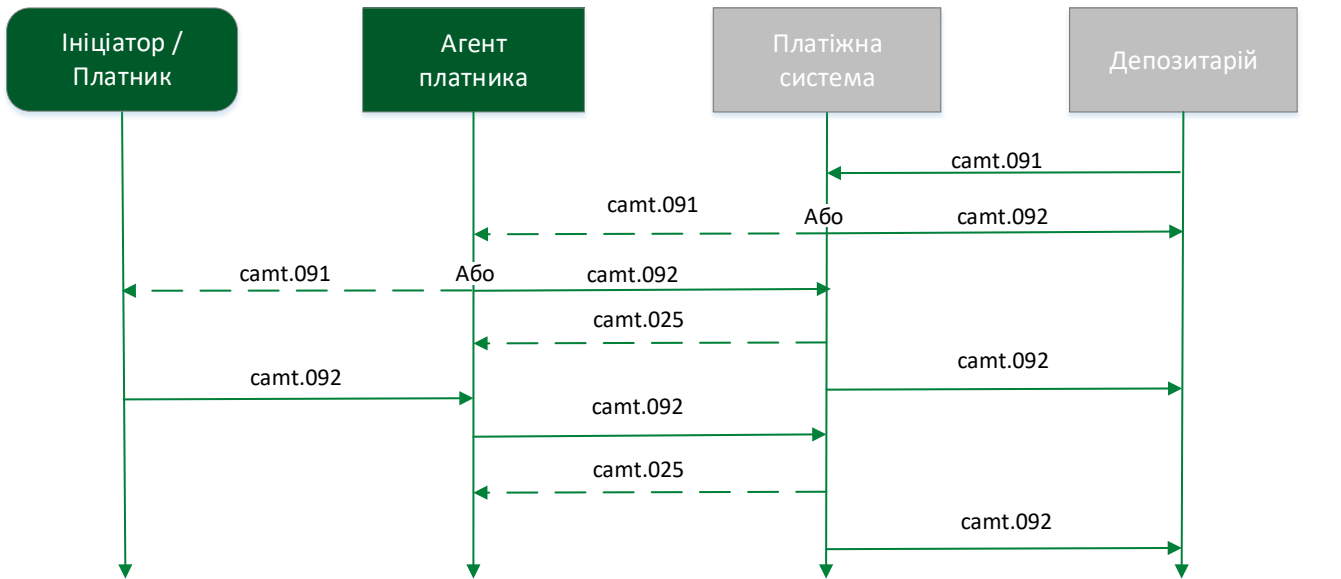 Ініціатор /
Платник
Агент
платника
Платіжна
система
Депозитарій
camt.091
camt.091
Або
camt.092
camt.091
Або
camt.092
camt.025
camt.092
camt.092
camt.092
camt.025
camt.092